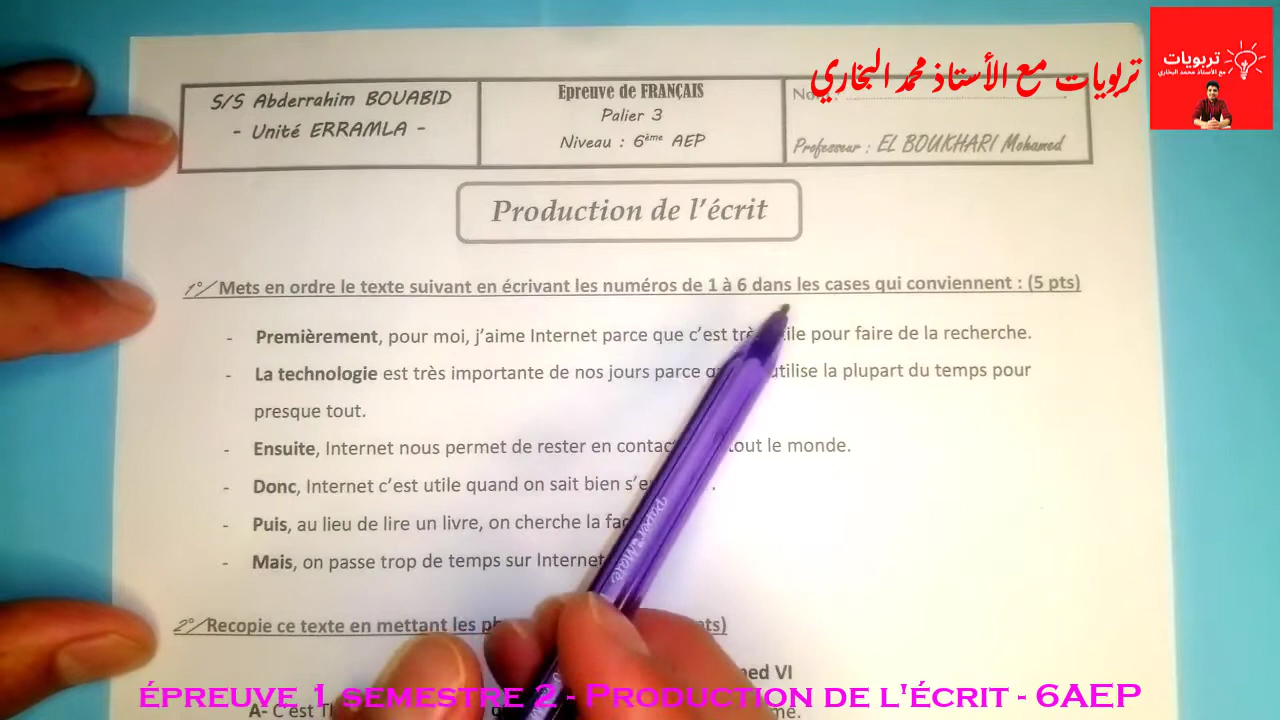 تربويات
مع الأستاذ محمد البخاري
تربويات مع الأستاذ محمد البخاري
S/S Abderrahim BOUABID
- Unité ERRAMLA -
Epreuve de FRANÇAIS
Palier 3
Niveau : 6ème AEP
Professeur : EL BOUKHARI Mohamed
Production de l'écrit
1°/ Mets en ordre le texte suivant en écrivant les numéros de 1 à 6 dans les cases qui conviennent : (5 pts)
- Premièrement, pour moi, j'aime Internet parce que c'est pour faire de la recherche.
- La technologie est très importante de nos jours parce utilise la plupart du temps pour
presque tout.
- Ensuite, Internet nous permet de rester en tout le monde.
- Donc, Internet c'est utile quand on sait bien
- Puis, au lieu de lire un livre, on cherche la
- Mais, on passe trop de temps sur Internet
2°/ Recopie ce texte en mettant les
VI
A- C'est
épreuve 1 semestre 2 - Production de l'écrit - 6AEP